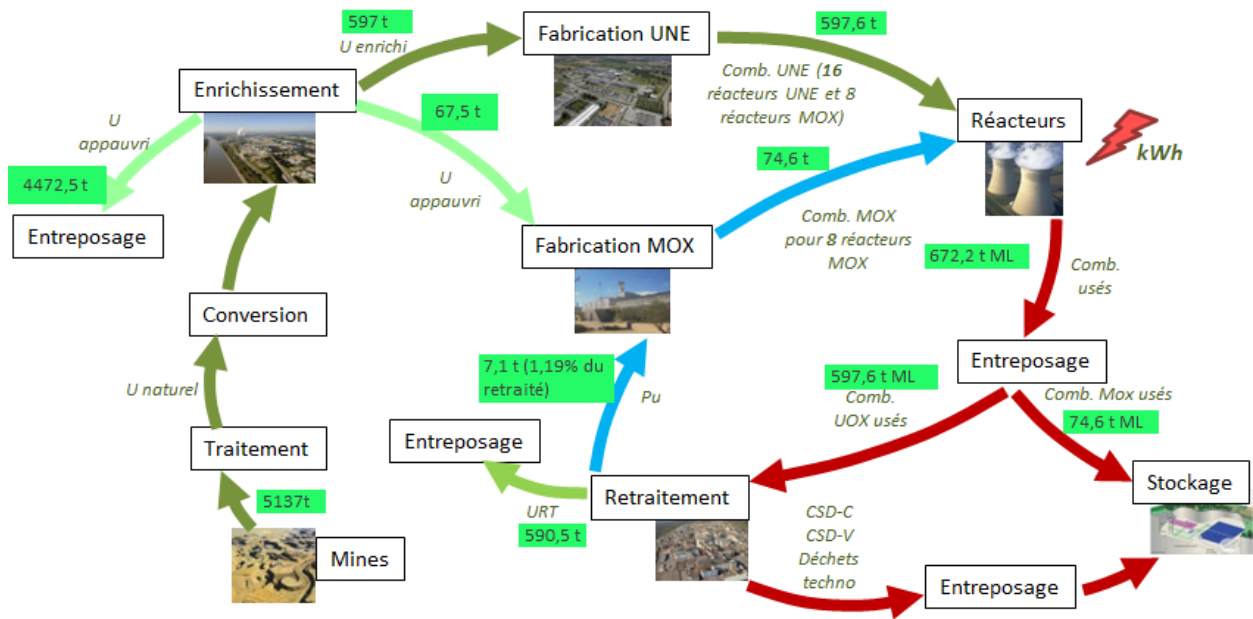 597 t
U enrichi
Fabrication UNE
597,6 t
Comb. UNE (16
réacteurs UNE et 8
réacteurs MOX)
Enrichissement
67,5 t
U
appauvri
Réacteurs
kWh
U
appauvri
4472,5 t
Entreposage
74,6 t
Fabrication MOX
Comb. MOX
pour 8 réacteurs
MOX
672,2 t ML
Comb.
usés
Conversion
7,1 t (1,19% du
retraité)
Pu
Entreposage
597,6 t ML
Comb.
UOX usés
Comb. Mox usés
74,6 t ML
U naturel
Traitement
Entreposage
Retraitement
Stockage
5137t
Mines
URT
590,5 t
CSD-C
CSD-V
Déchets
techno
Entreposage